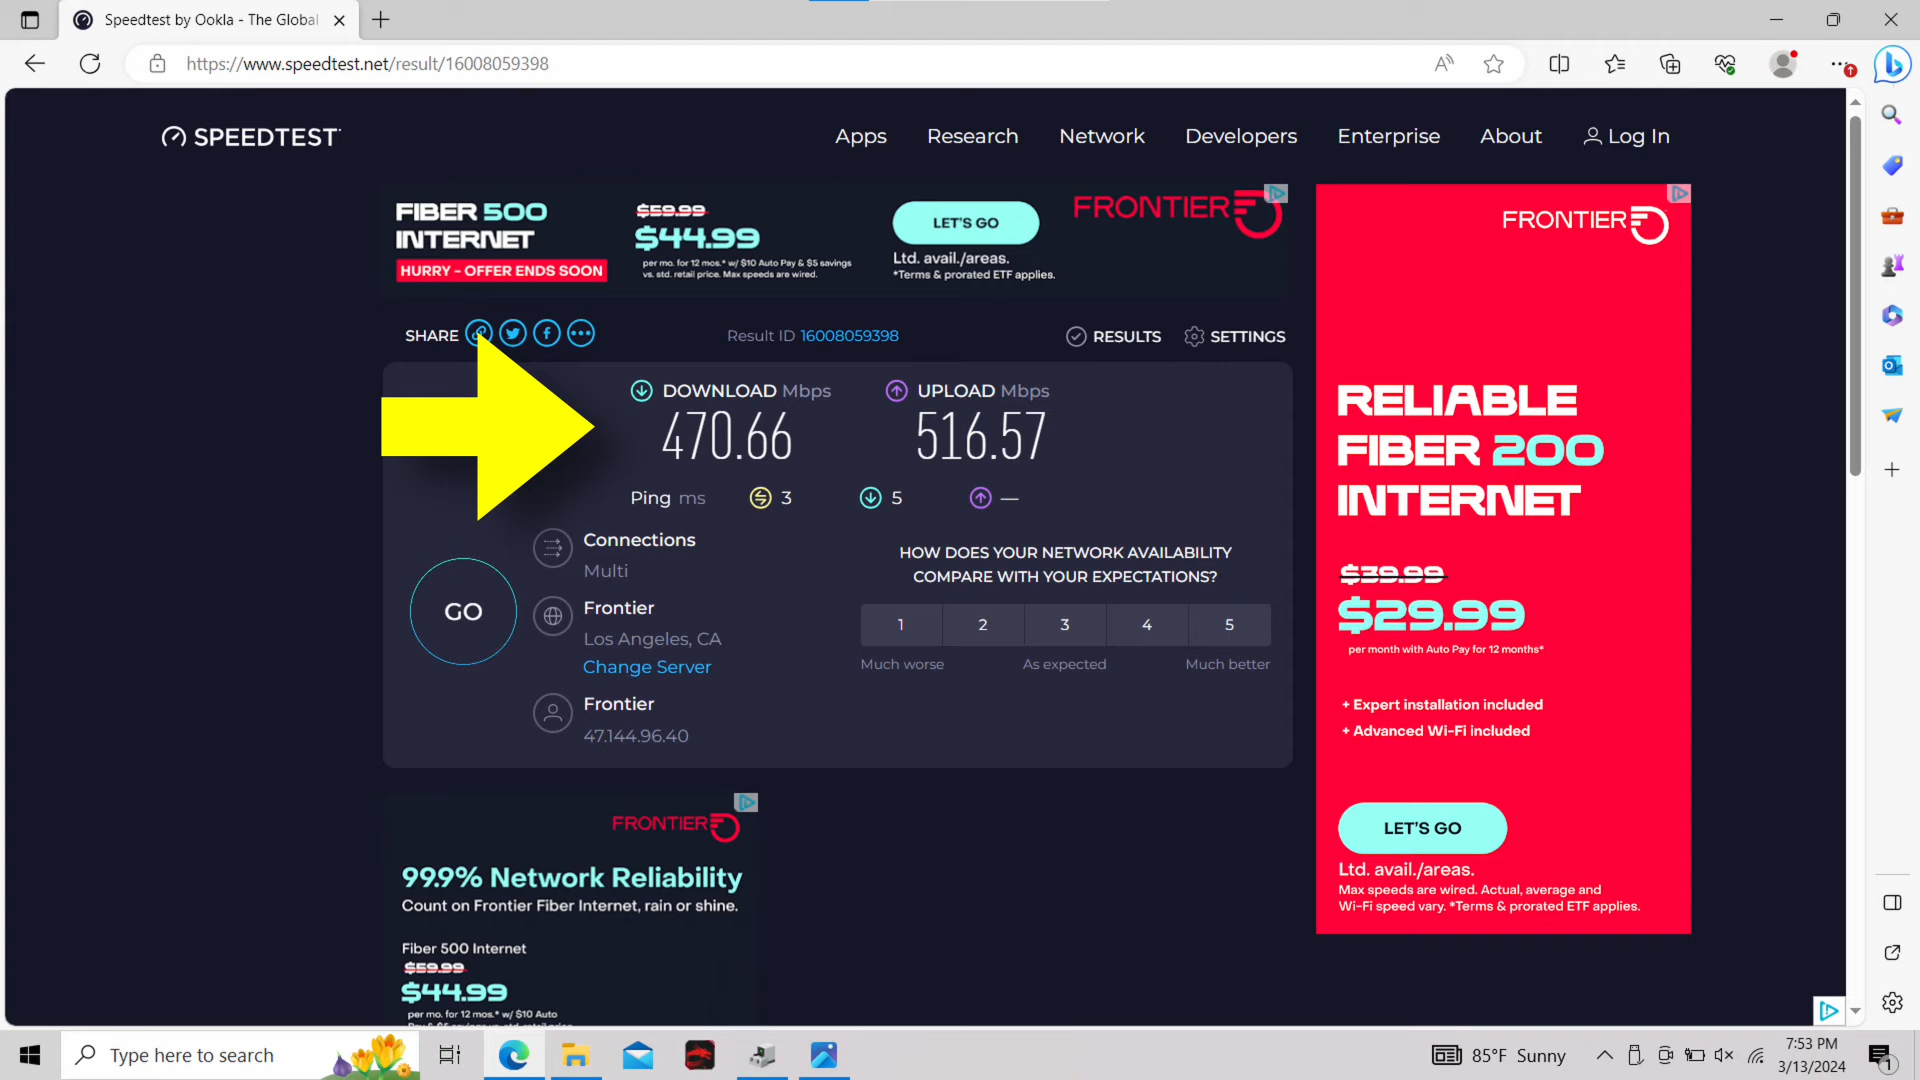 Speedtest by Ookla - The Global
https://www.speedtest.net/result/16008059398
SPEEDTEST
Apps
Research
Network
Developers
Enterprise
About
Log In
FIBER 500
INTERNET
HURRY - OFFER ENDS SOON
$59.99
$44.99
per mo. for 12 mos.* w/ $10 Auto Pay & $5 savings
vs. std. retail price. Max speeds are wired.
LET'S GO
Ltd. avail./areas.
*Terms & prorated ETF applies.
FRONTIER
SHARE
Result ID 16008059398
RESULTS
SETTINGS
DOWNLOAD Mbps
470.66
UPLOAD Mbps
516.57
Ping ms
3
5
—
GO
Connections
Multi
Frontier
Los Angeles, CA
Change Server
Frontier
47.144.96.40
HOW DOES YOUR NETWORK AVAILABILITY
COMPARE WITH YOUR EXPECTATIONS?
1
2
3
4
5
Much worse
As expected
Much better
FRONTIER
RELIABLE
FIBER 200
INTERNET
$39.99
$29.99
per month with Auto Pay for 12 months*
+ Expert installation included
+ Advanced Wi-Fi included
LET'S GO
Ltd. avail./areas.
Max speeds are wired. Actual, average and
Wi-Fi speed vary. *Terms & prorated ETF applies.
FRONTIER
99.9% Network Reliability
Count on Frontier Fiber Internet, rain or shine.
Fiber 500 Internet
$59.99
$44.99
per mo. for 12 mos.* w/ $10 Auto
Type here to search
85°F Sunny
7:53 PM
3/13/2024
1